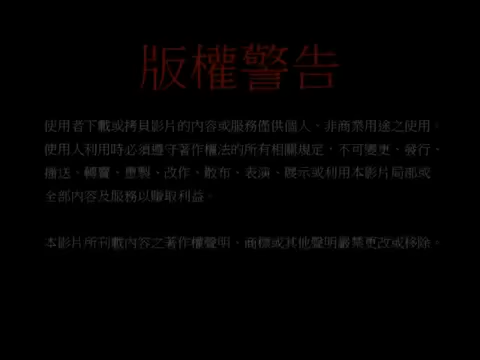 版權警告
使用者下載或拷貝影片的內容或服務僅供個人、非商業用途之使用。
使用人利用時必須遵守著作權法的所有相關規定，不可變更、發行、
播送、轉賣、重製、改作、散布、表演、展示或利用本影片局部或
全部內容及服務以賺取利益。
本影片所刊載內容之著作權聲明、商標或其他聲明嚴禁更改或移除。